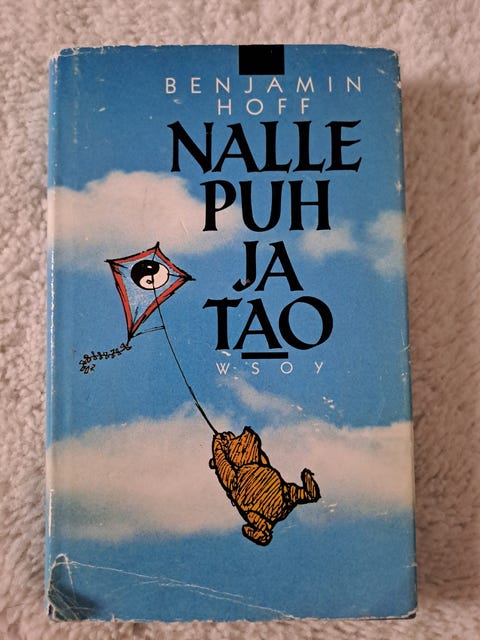 BENJAMIN
HOFF
NALLE
PUH
JA
TAO
WSOY